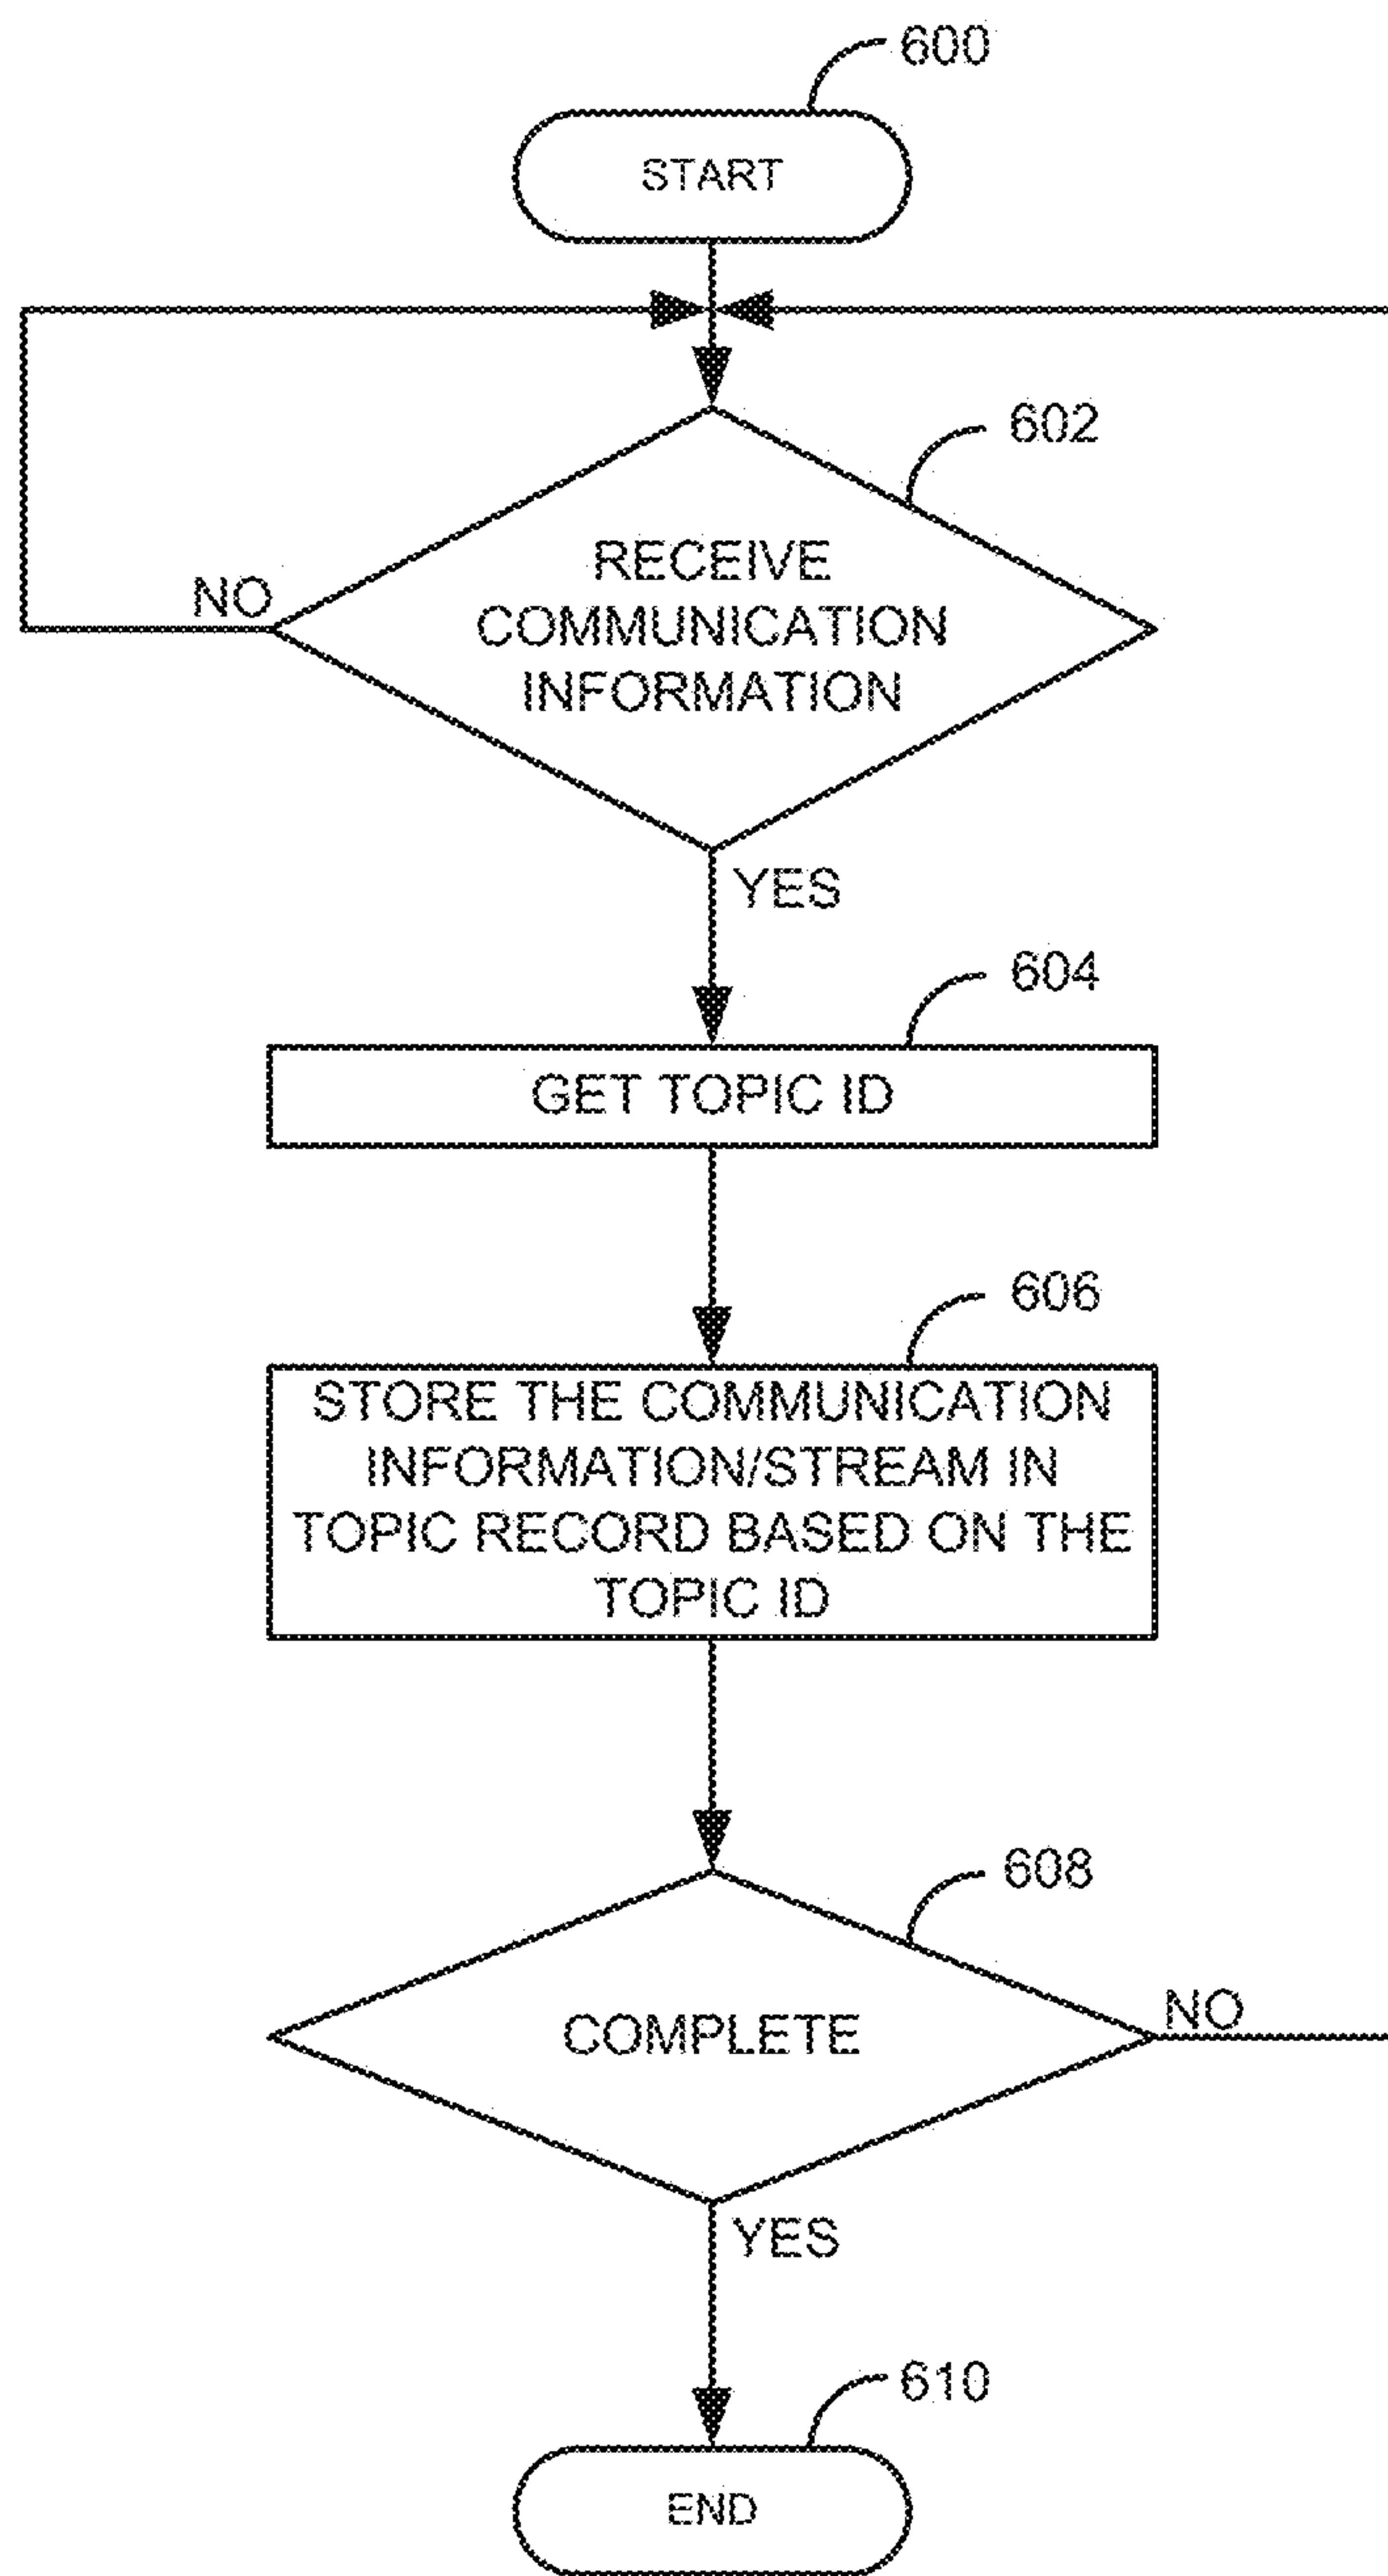 600
START
602
RECEIVE
COMMUNICATION
INFORMATION
NO
YES
604
GET TOPIC ID
606
STORE THE COMMUNICATION
INFORMATION/STREAM IN
TOPIC RECORD BASED ON THE
TOPIC ID
608
COMPLETE
NO
YES
610
END